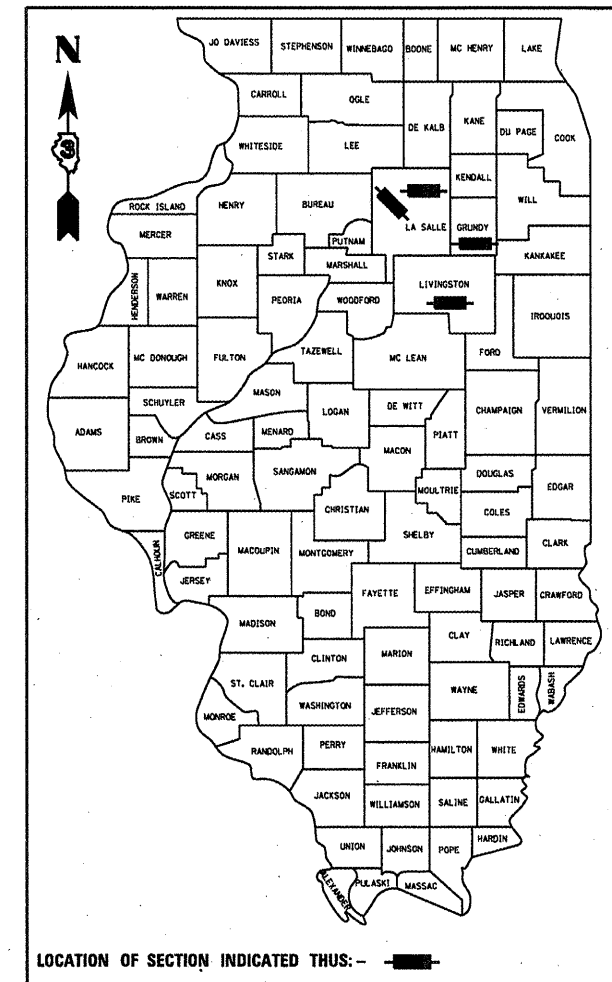 JO DAVIESS STEPHENSON WINNEBAGO BOONE MC HENRY LAKE
N
CARROLL OGLE DE KALB KANE DU PAGE COOK
WHITESIDE LEE KENDALL WILL
ROCK ISLAND HENRY BUREAU LA SALLE GRUNDY
MERCER PUTNAM KANKAKEE
STARK MARSHALL
HENDERSON WARREN KNOX PEORIA WOODFORD LIVINGSTON IROQUOIS
HANCOCK MC DONOUGH FULTON TAZEWELL MC LEAN FORD
SCHUYLER MASON LOGAN DE WITT CHAMPAIGN VERMILION
ADAMS BROWN CASS MENARD MACON PIATT
PIKE SCOTT MORGAN SANGAMON MOULTRIE DOUGLAS EDGAR
CHRISTIAN COLES
CALHOUN GREENE MACOUPIN MONTGOMERY SHELBY CUMBERLAND CLARK
JERSEY FAYETTE EFFINGHAM JASPER CRAWFORD
MADISON BOND CLAY RICHLAND LAWRENCE
CLINTON MARION
ST. CLAIR WAYNE EDWARDS WABASH
MONROE WASHINGTON JEFFERSON
RANDOLPH PERRY HAMILTON WHITE
FRANKLIN
JACKSON WILLIAMSON SALINE GALLATIN
UNION JOHNSON POPE HARDIN
ALEXANDER PULASKI MASSAC
LOCATION OF SECTION INDICATED THUS: -